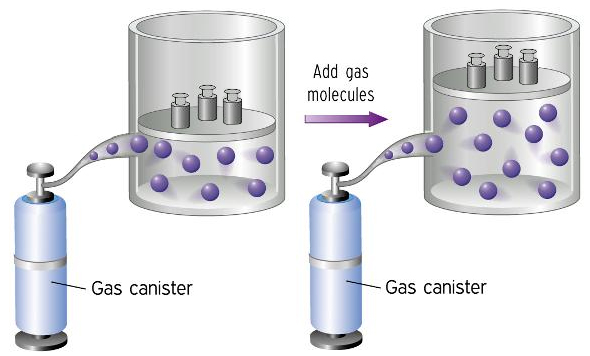 Add gas
molecules
Gas canister
Gas canister